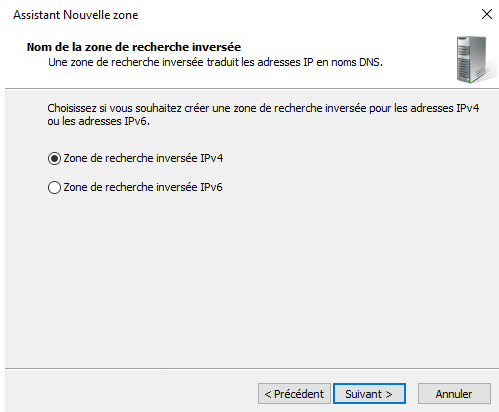 Assistant Nouvelle zone
Nom de la zone de recherche inversée
Une zone de recherche inversée traduit les adresses IP en noms DNS.
Choisissez si vous souhaitez créer une zone de recherche inversée pour les adresses IPv4
ou les adresses IPv6.
Zone de recherche inversée IPv4
Zone de recherche inversée IPv6
< Précédent Suivant > Annuler